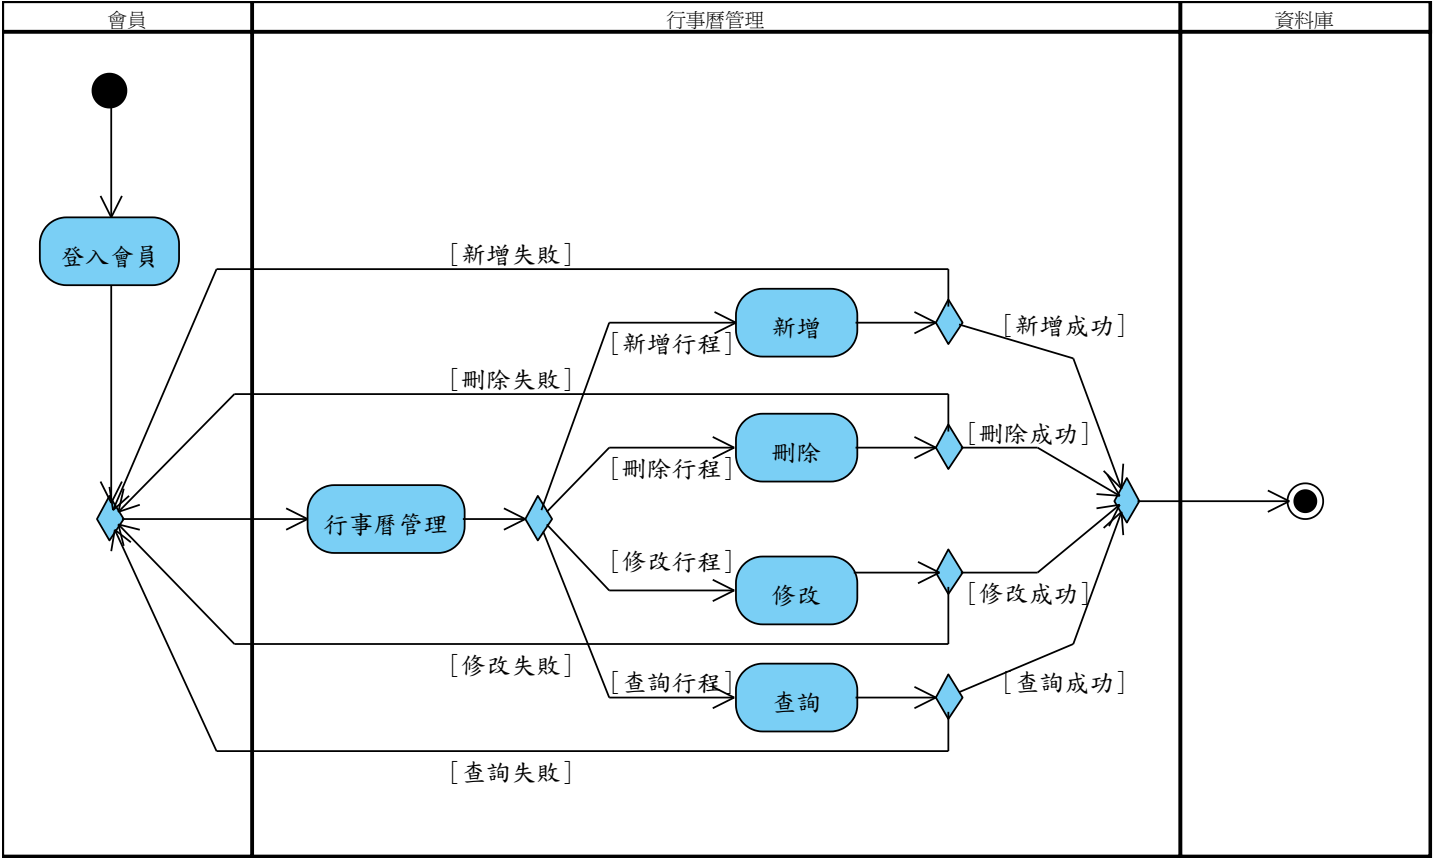 會員
行事曆管理
資料庫
登入會員
[新增失敗]
新增
[新增成功]
[新增行程]
[刪除失敗]
[刪除成功]
刪除
[刪除行程]
行事曆管理
[修改行程]
修改
[修改成功]
[修改失敗]
[查詢行程]
查詢
[查詢成功]
[查詢失敗]